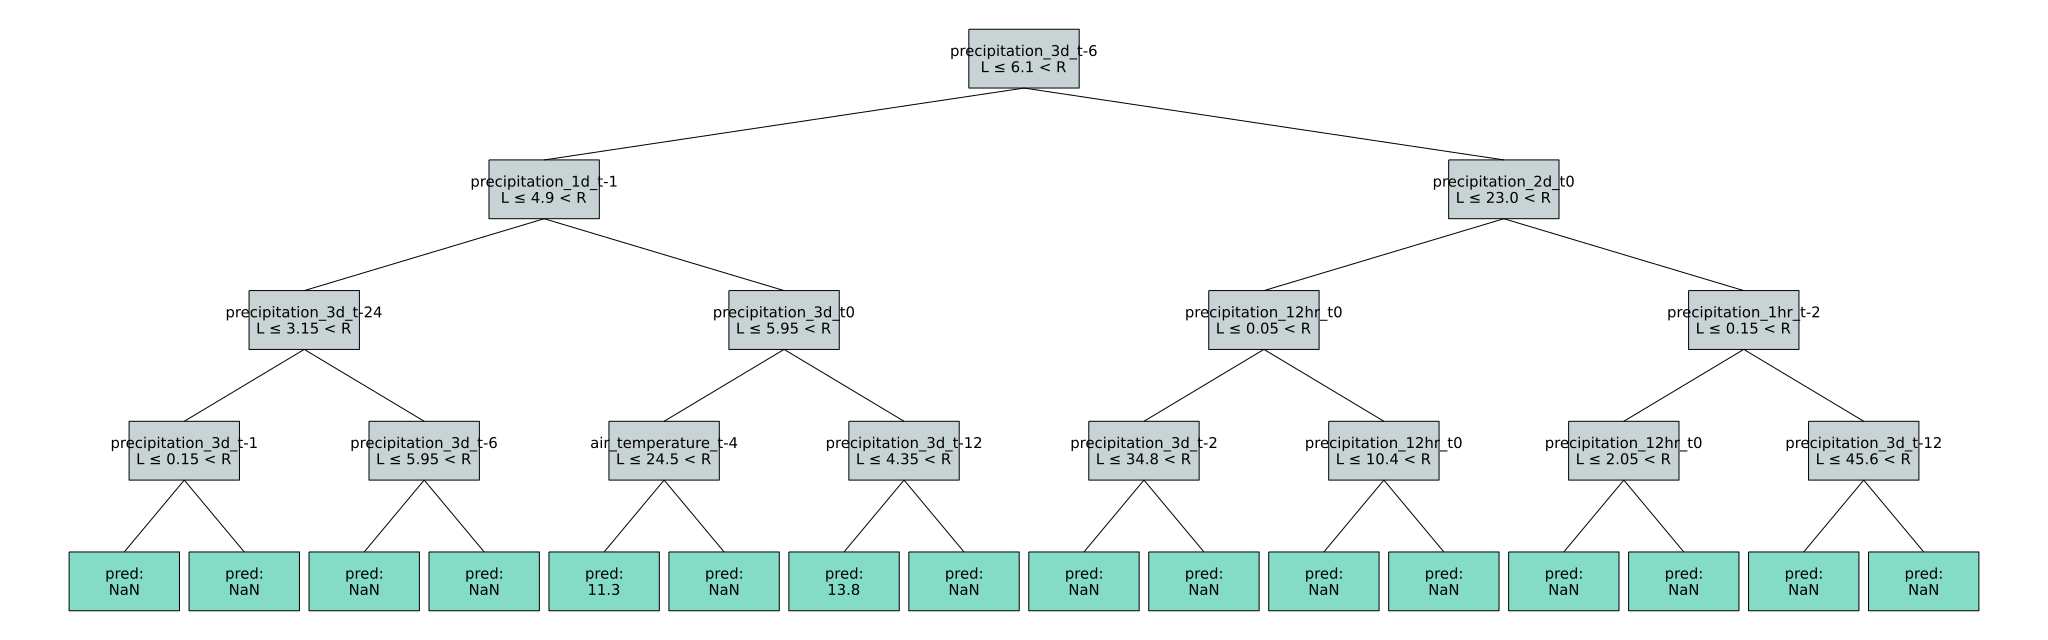 precipitation_3d_t-6
L ≤ 6.1 < R
precipitation_1d_t-1
L ≤ 4.9 < R
precipitation_2d_t0
L ≤ 23.0 < R
precipitation_3d_t-24
L ≤ 3.15 < R
precipitation_3d_t0
L ≤ 5.95 < R
precipitation_12hr_t0
L ≤ 0.05 < R
precipitation_1hr_t-2
L ≤ 0.15 < R
precipitation_3d_t-1
L ≤ 0.15 < R
precipitation_3d_t-6
L ≤ 5.95 < R
air_temperature_t-4
L ≤ 24.5 < R
precipitation_3d_t-12
L ≤ 4.35 < R
precipitation_3d_t-2
L ≤ 34.8 < R
precipitation_12hr_t0
L ≤ 10.4 < R
precipitation_12hr_t0
L ≤ 2.05 < R
precipitation_3d_t-12
L ≤ 45.6 < R
pred:
NaN
pred:
NaN
pred:
NaN
pred:
NaN
pred:
11.3
pred:
NaN
pred:
13.8
pred:
NaN
pred:
NaN
pred:
NaN
pred:
NaN
pred:
NaN
pred:
NaN
pred:
NaN
pred:
NaN
pred:
NaN